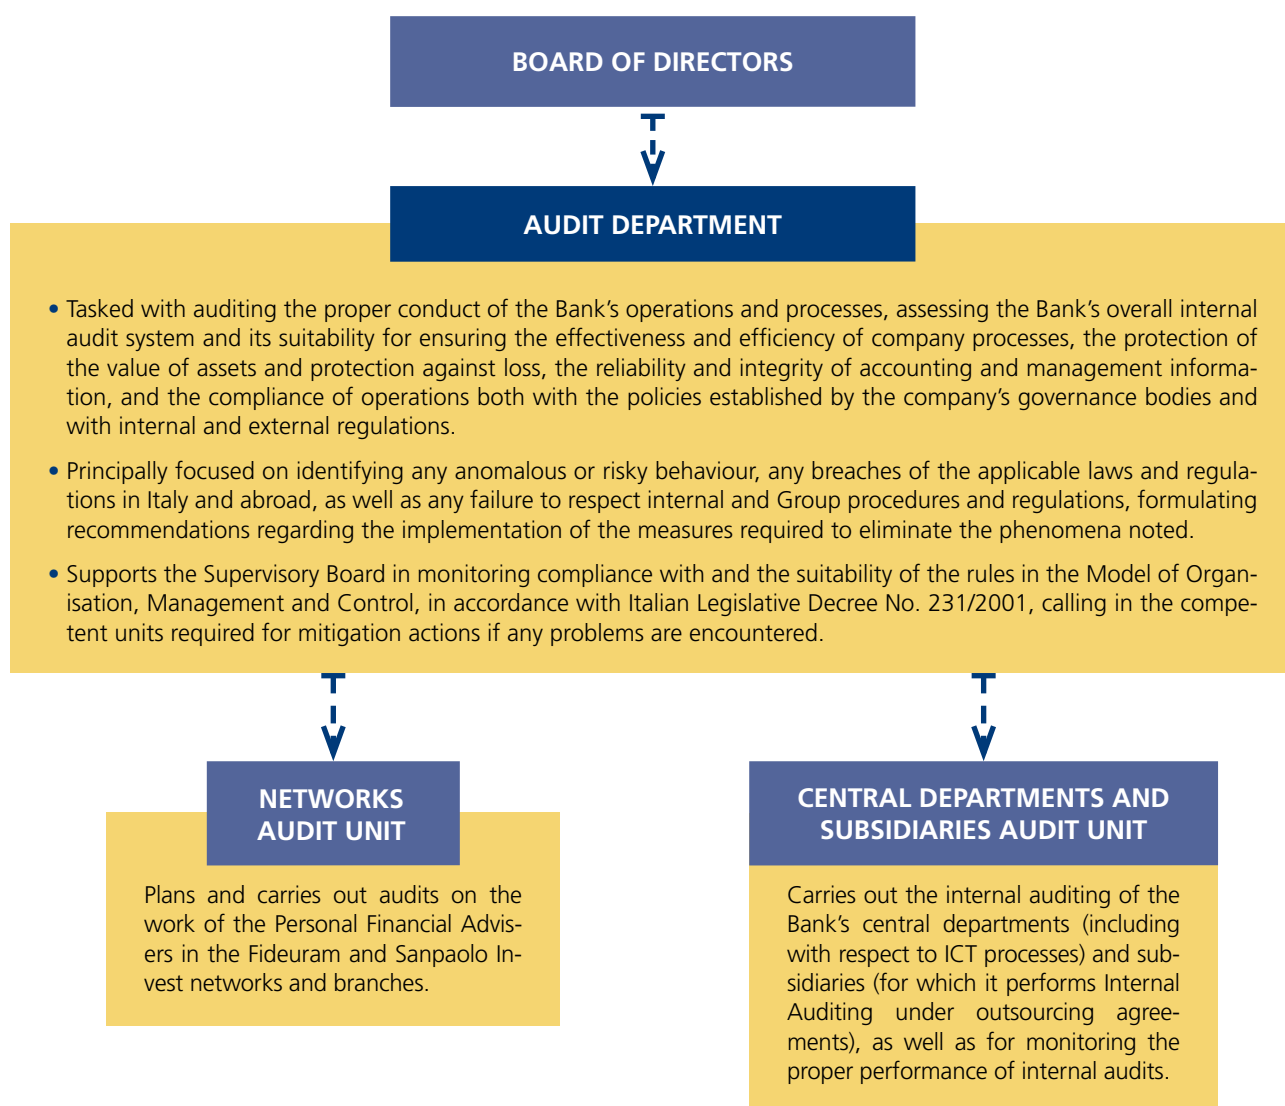 BOARD OF DIRECTORS
AUDIT DEPARTMENT
• Tasked with auditing the proper conduct of the Bank's operations and processes, assessing the Bank's overall internal
audit system and its suitability for ensuring the effectiveness and efficiency of company processes, the protection of
the value of assets and protection against loss, the reliability and integrity of accounting and management informa-
tion, and the compliance of operations both with the policies established by the company's governance bodies and
with internal and external regulations.
• Principally focused on identifying any anomalous or risky behaviour, any breaches of the applicable laws and regula-
tions in Italy and abroad, as well as any failure to respect internal and Group procedures and regulations, formulating
recommendations regarding the implementation of the measures required to eliminate the phenomena noted.
• Supports the Supervisory Board in monitoring compliance with and the suitability of the rules in the Model of Organ-
isation, Management and Control, in accordance with Italian Legislative Decree No. 231/2001, calling in the compe-
tent units required for mitigation actions if any problems are encountered.
NETWORKS
AUDIT UNIT
Plans and carries out audits on the
work of the Personal Financial Advis-
ers in the Fideuram and Sanpaolo In-
vest networks and branches.
CENTRAL DEPARTMENTS AND
SUBSIDIARIES AUDIT UNIT
Carries out the internal auditing of the
Bank's central departments (including
with respect to ICT processes) and sub-
sidiaries (for which it performs Internal
Auditing under outsourcing agree-
ments), as well as for monitoring the
proper performance of internal audits.